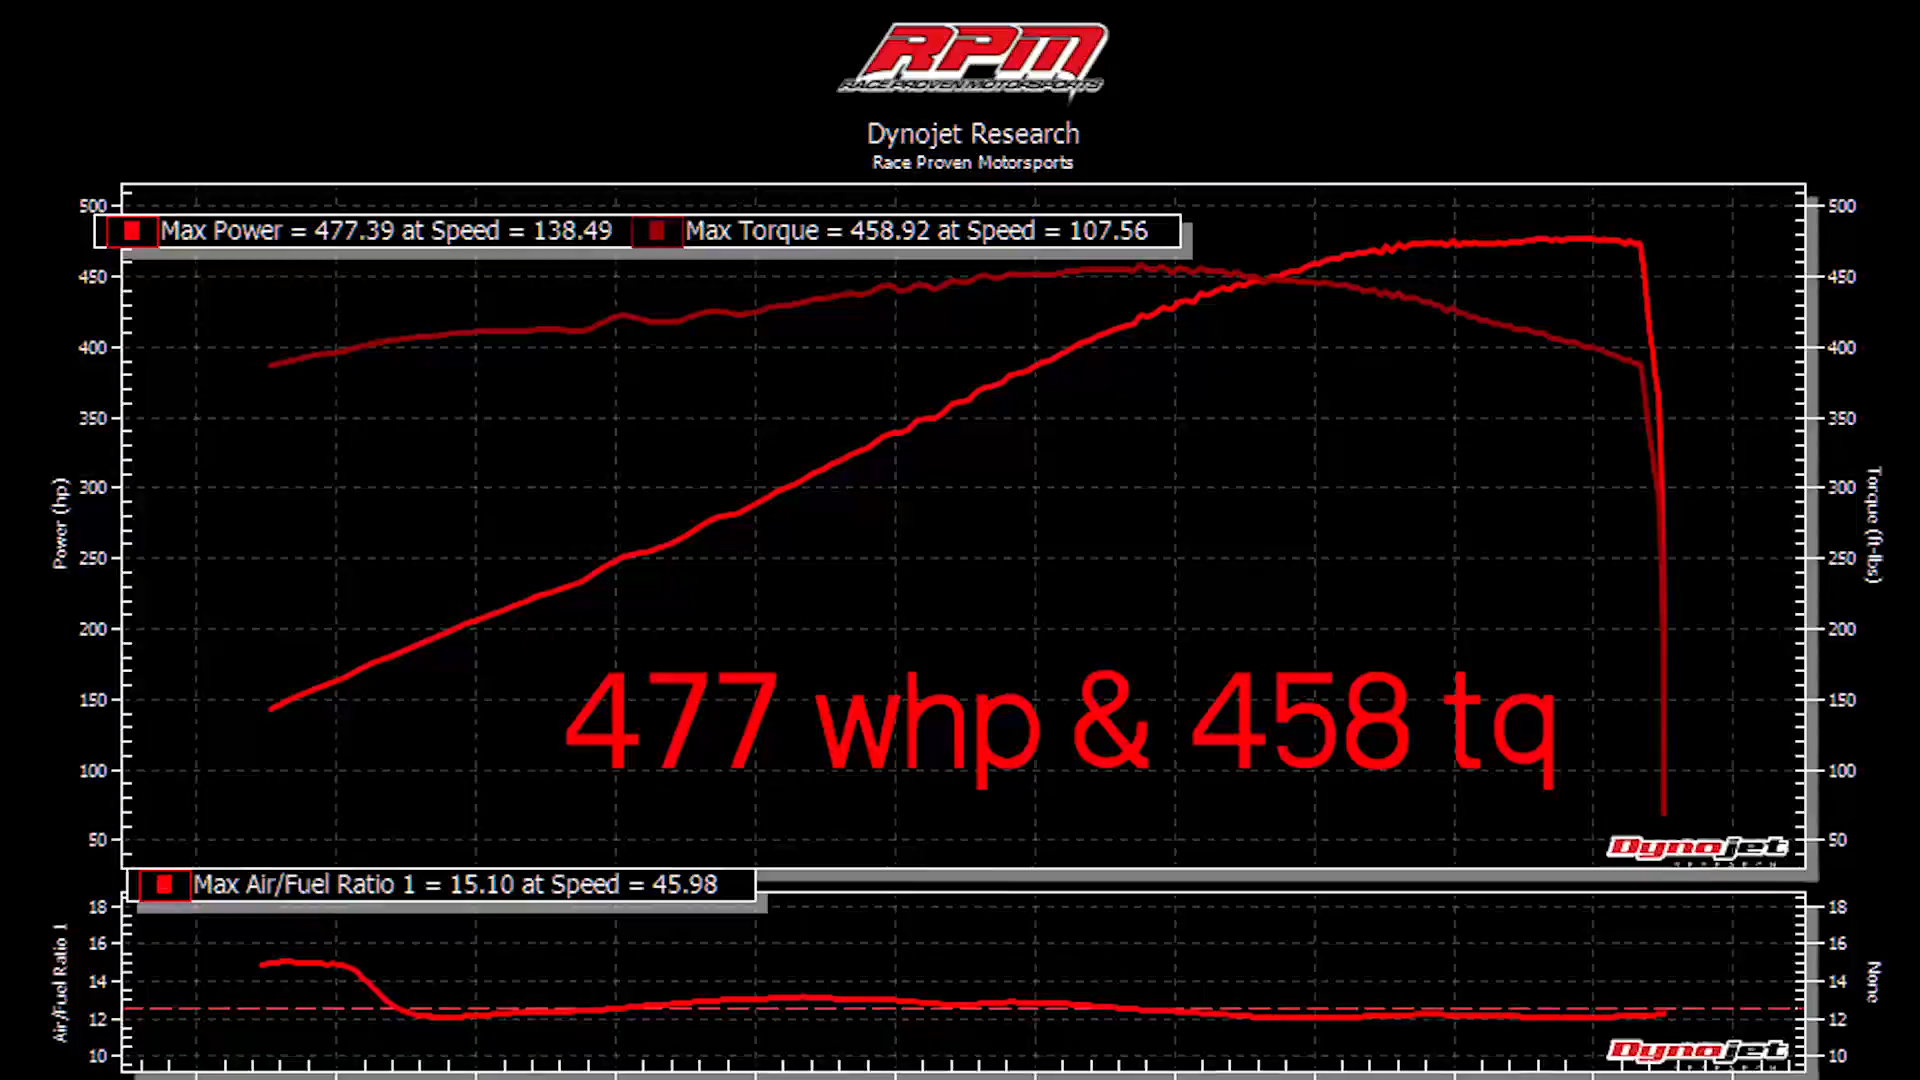 RPM
RACE PROVEN MOTORSPORTS
Dynojet Research
Race Proven Motorsports
Max Power = 477.39 at Speed = 138.49 Max Torque = 458.92 at Speed = 107.56
500 500
450 450
400 400
350 350
300 300
250 250
200 200
150 150
100 100
50 50
Power (hp)
Torque (ft-lbs)
477 whp & 458 tq
Dynojet
RESEARCH
Max Air/Fuel Ratio 1 = 15.10 at Speed = 45.98
18 18
16 16
14 14
12 12
10 10
Air/Fuel Ratio 1
None
Dynojet
RESEARCH